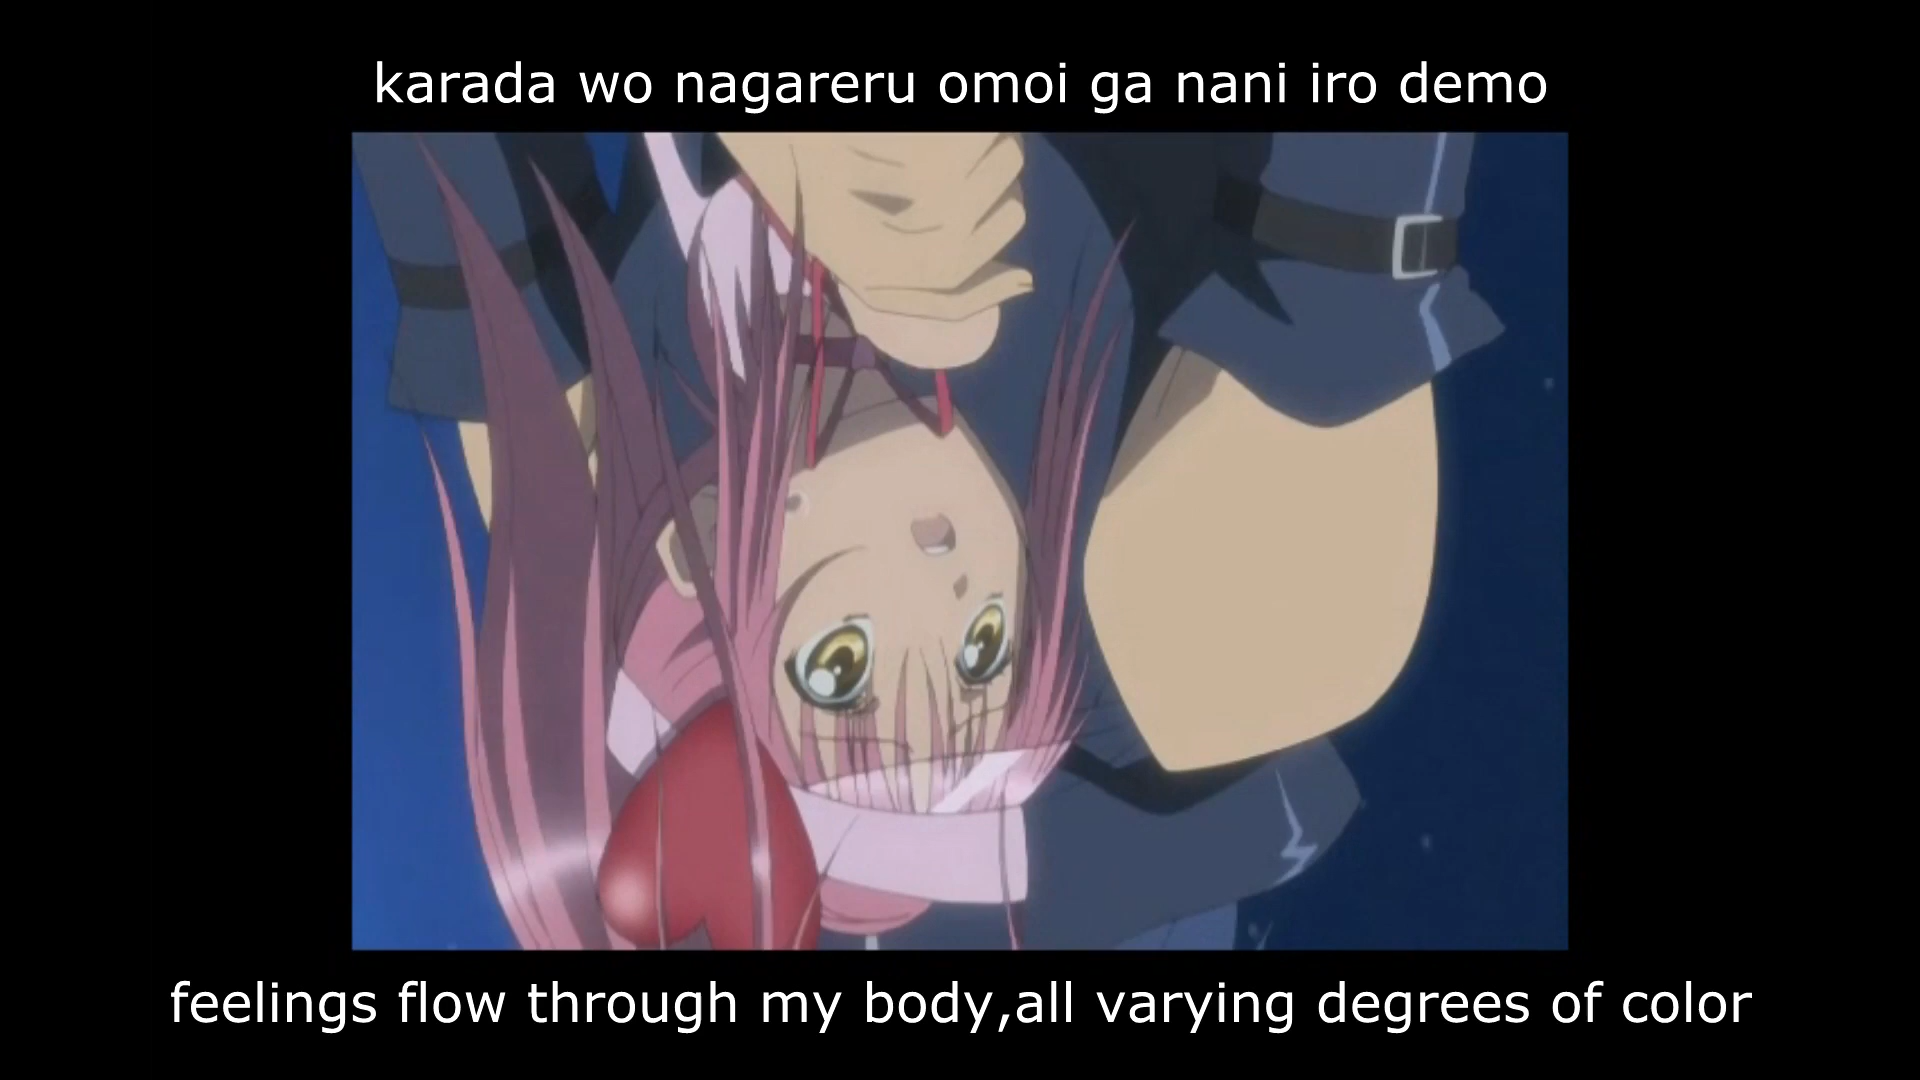 karada wo nagareru omoi ga nani iro demo
feelings flow through my body,all varying degrees of color